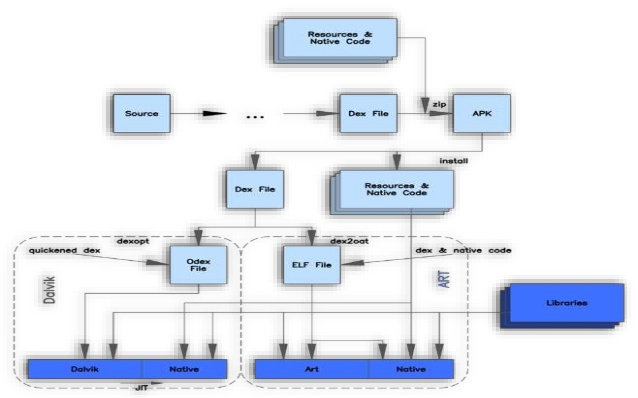 Resources &
Native Code
Source
...
Dex File
zip
APK
install
Dex File
Resources &
Native Code
dexopt
dex2oat
quickened dex
Odex
File
ELF File
dex & native code
Dalvik
ART
Libraries
Dalvik
Native
Art
Native
JIT